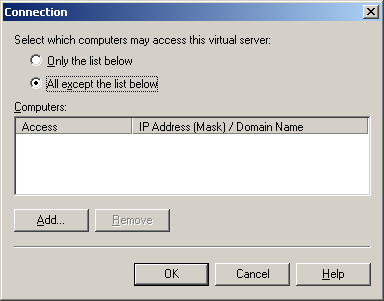 Connection
Select which computers may access this virtual server:
Only the list below
All except the list below
Computers:
Access IP Address (Mask) / Domain Name
Add... Remove
OK Cancel Help